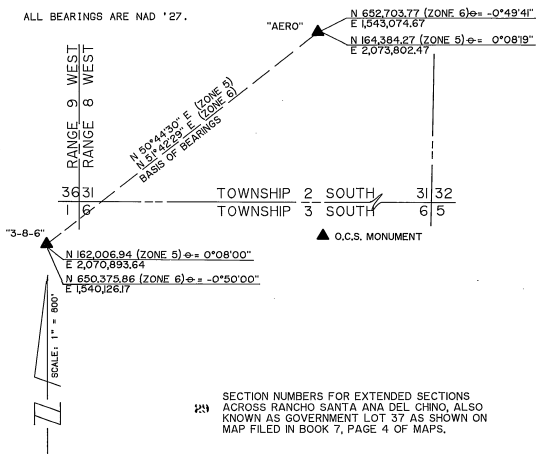 ALL BEARINGS ARE NAD '27.
"AERO"
N 652,703.77 (ZONE 6) θ = -0°49'41"
E 1,543,074.67
N 164,384.27 (ZONE 5) θ = 0°08'19"
E 2,073,802.47
RANGE 9 WEST
RANGE 8 WEST
N 50°44'30" E (ZONE 5)
N 51°42'29" E (ZONE 6)
BASIS OF BEARINGS
36 31
1 6
TOWNSHIP 2 SOUTH
TOWNSHIP 3 SOUTH
31 32
6 5
"3-8-6"
▲ O.C.S. MONUMENT
N 162,006.94 (ZONE 5) θ = 0°08'00"
E 2,070,893.64
N 650,375.86 (ZONE 6) θ = -0°50'00"
E 1,540,126.17
SCALE: 1" = 800'
29 SECTION NUMBERS FOR EXTENDED SECTIONS
ACROSS RANCHO SANTA ANA DEL CHINO, ALSO
KNOWN AS GOVERNMENT LOT 37 AS SHOWN ON
MAP FILED IN BOOK 7, PAGE 4 OF MAPS.